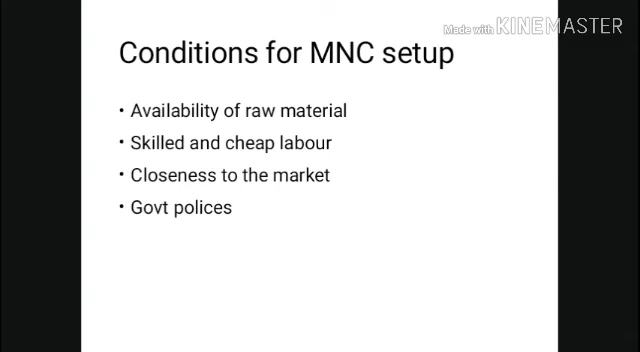 Made with KINEMASTER
Conditions for MNC setup
• Availability of raw material
• Skilled and cheap labour
• Closeness to the market
• Govt polices